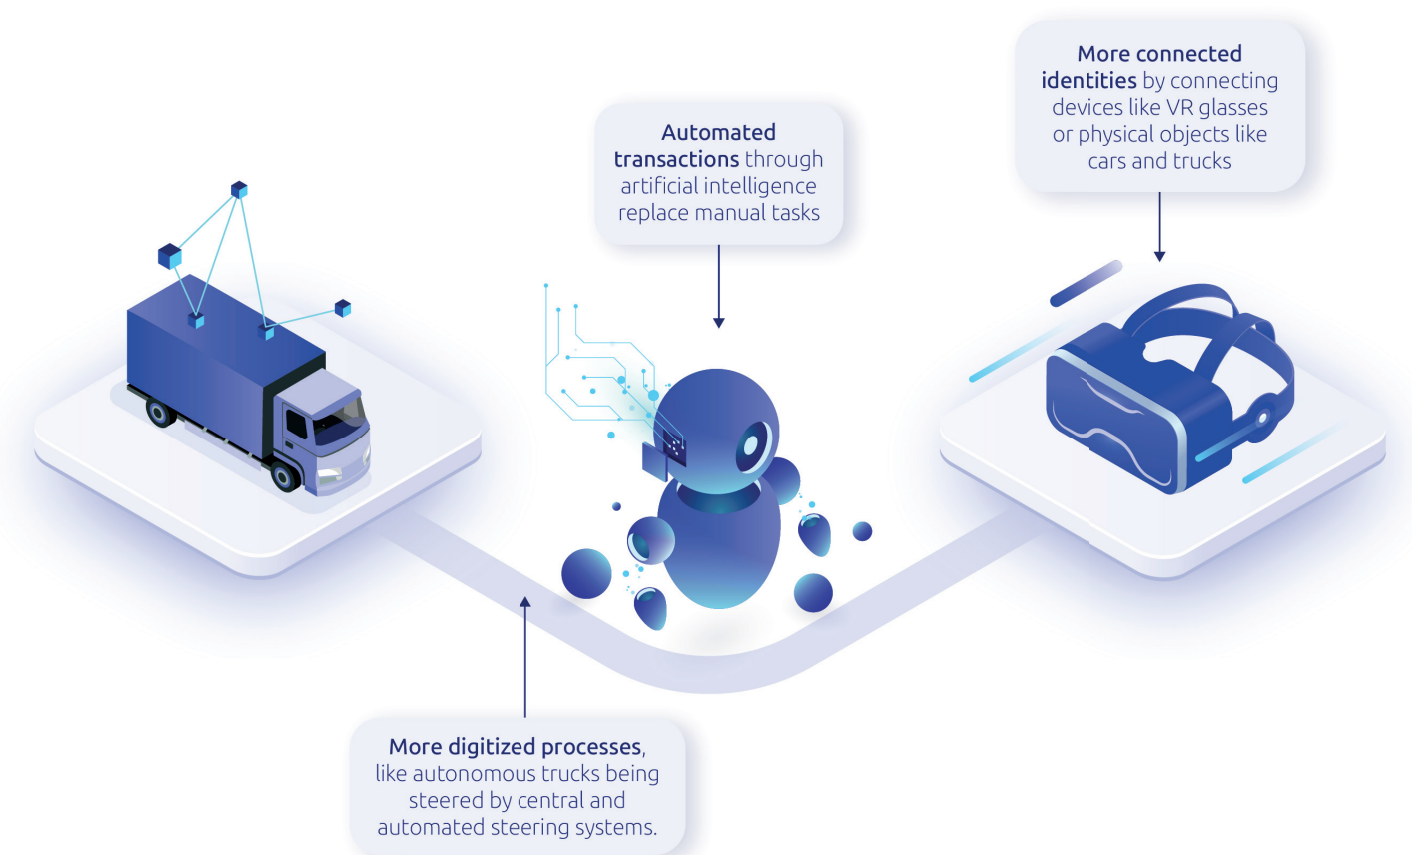 More connected
identities by connecting
devices like VR glasses
or physical objects like
cars and trucks
Automated
transactions through
artificial intelligence
replace manual tasks
More digitized processes,
like autonomous trucks being
steered by central and
automated steering systems.